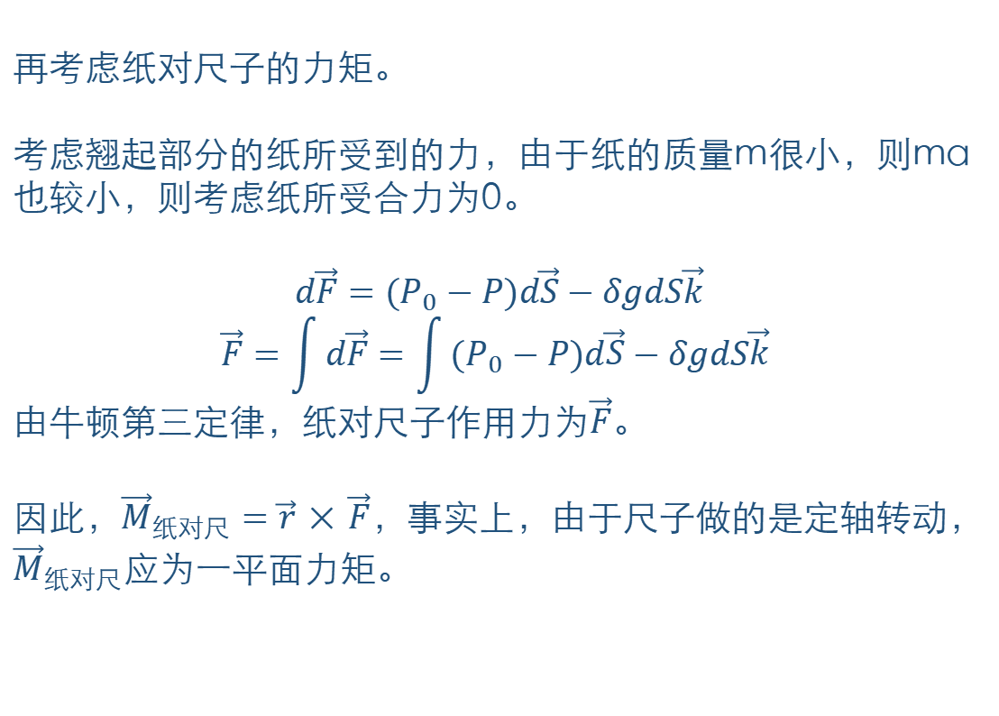 再考虑纸对尺子的力矩。
考虑翘起部分的纸所受到的力，由于纸的质量m很小，则ma
也较小，则考虑纸所受合力为0。
$d\vec{F} = (P_0 - P)d\vec{S} - \delta g dS\vec{k}$
$\vec{F} = \int d\vec{F} = \int (P_0 - P)d\vec{S} - \delta g dS\vec{k}$
由牛顿第三定律，纸对尺子作用力为$\vec{F}$。
因此，$\vec{M}_{纸对尺} = \vec{r} \times \vec{F}$，事实上，由于尺子做的是定轴转动，
$\vec{M}_{纸对尺}$应为一平面力矩。